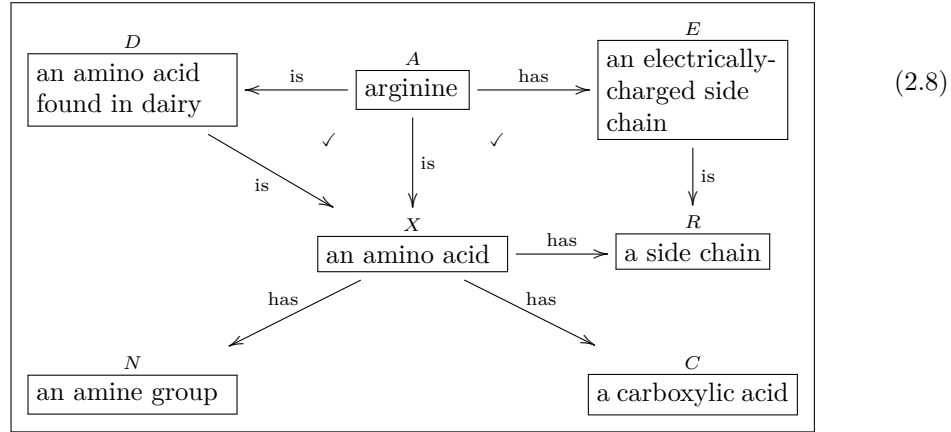 D
A
E
an amino acid
found in dairy
is
arginine
has
an electrically-
charged side
chain
(2.8)
✓
✓
is
is
is
X
R
an amino acid
has
a side chain
has
has
N
C
an amine group
a carboxylic acid